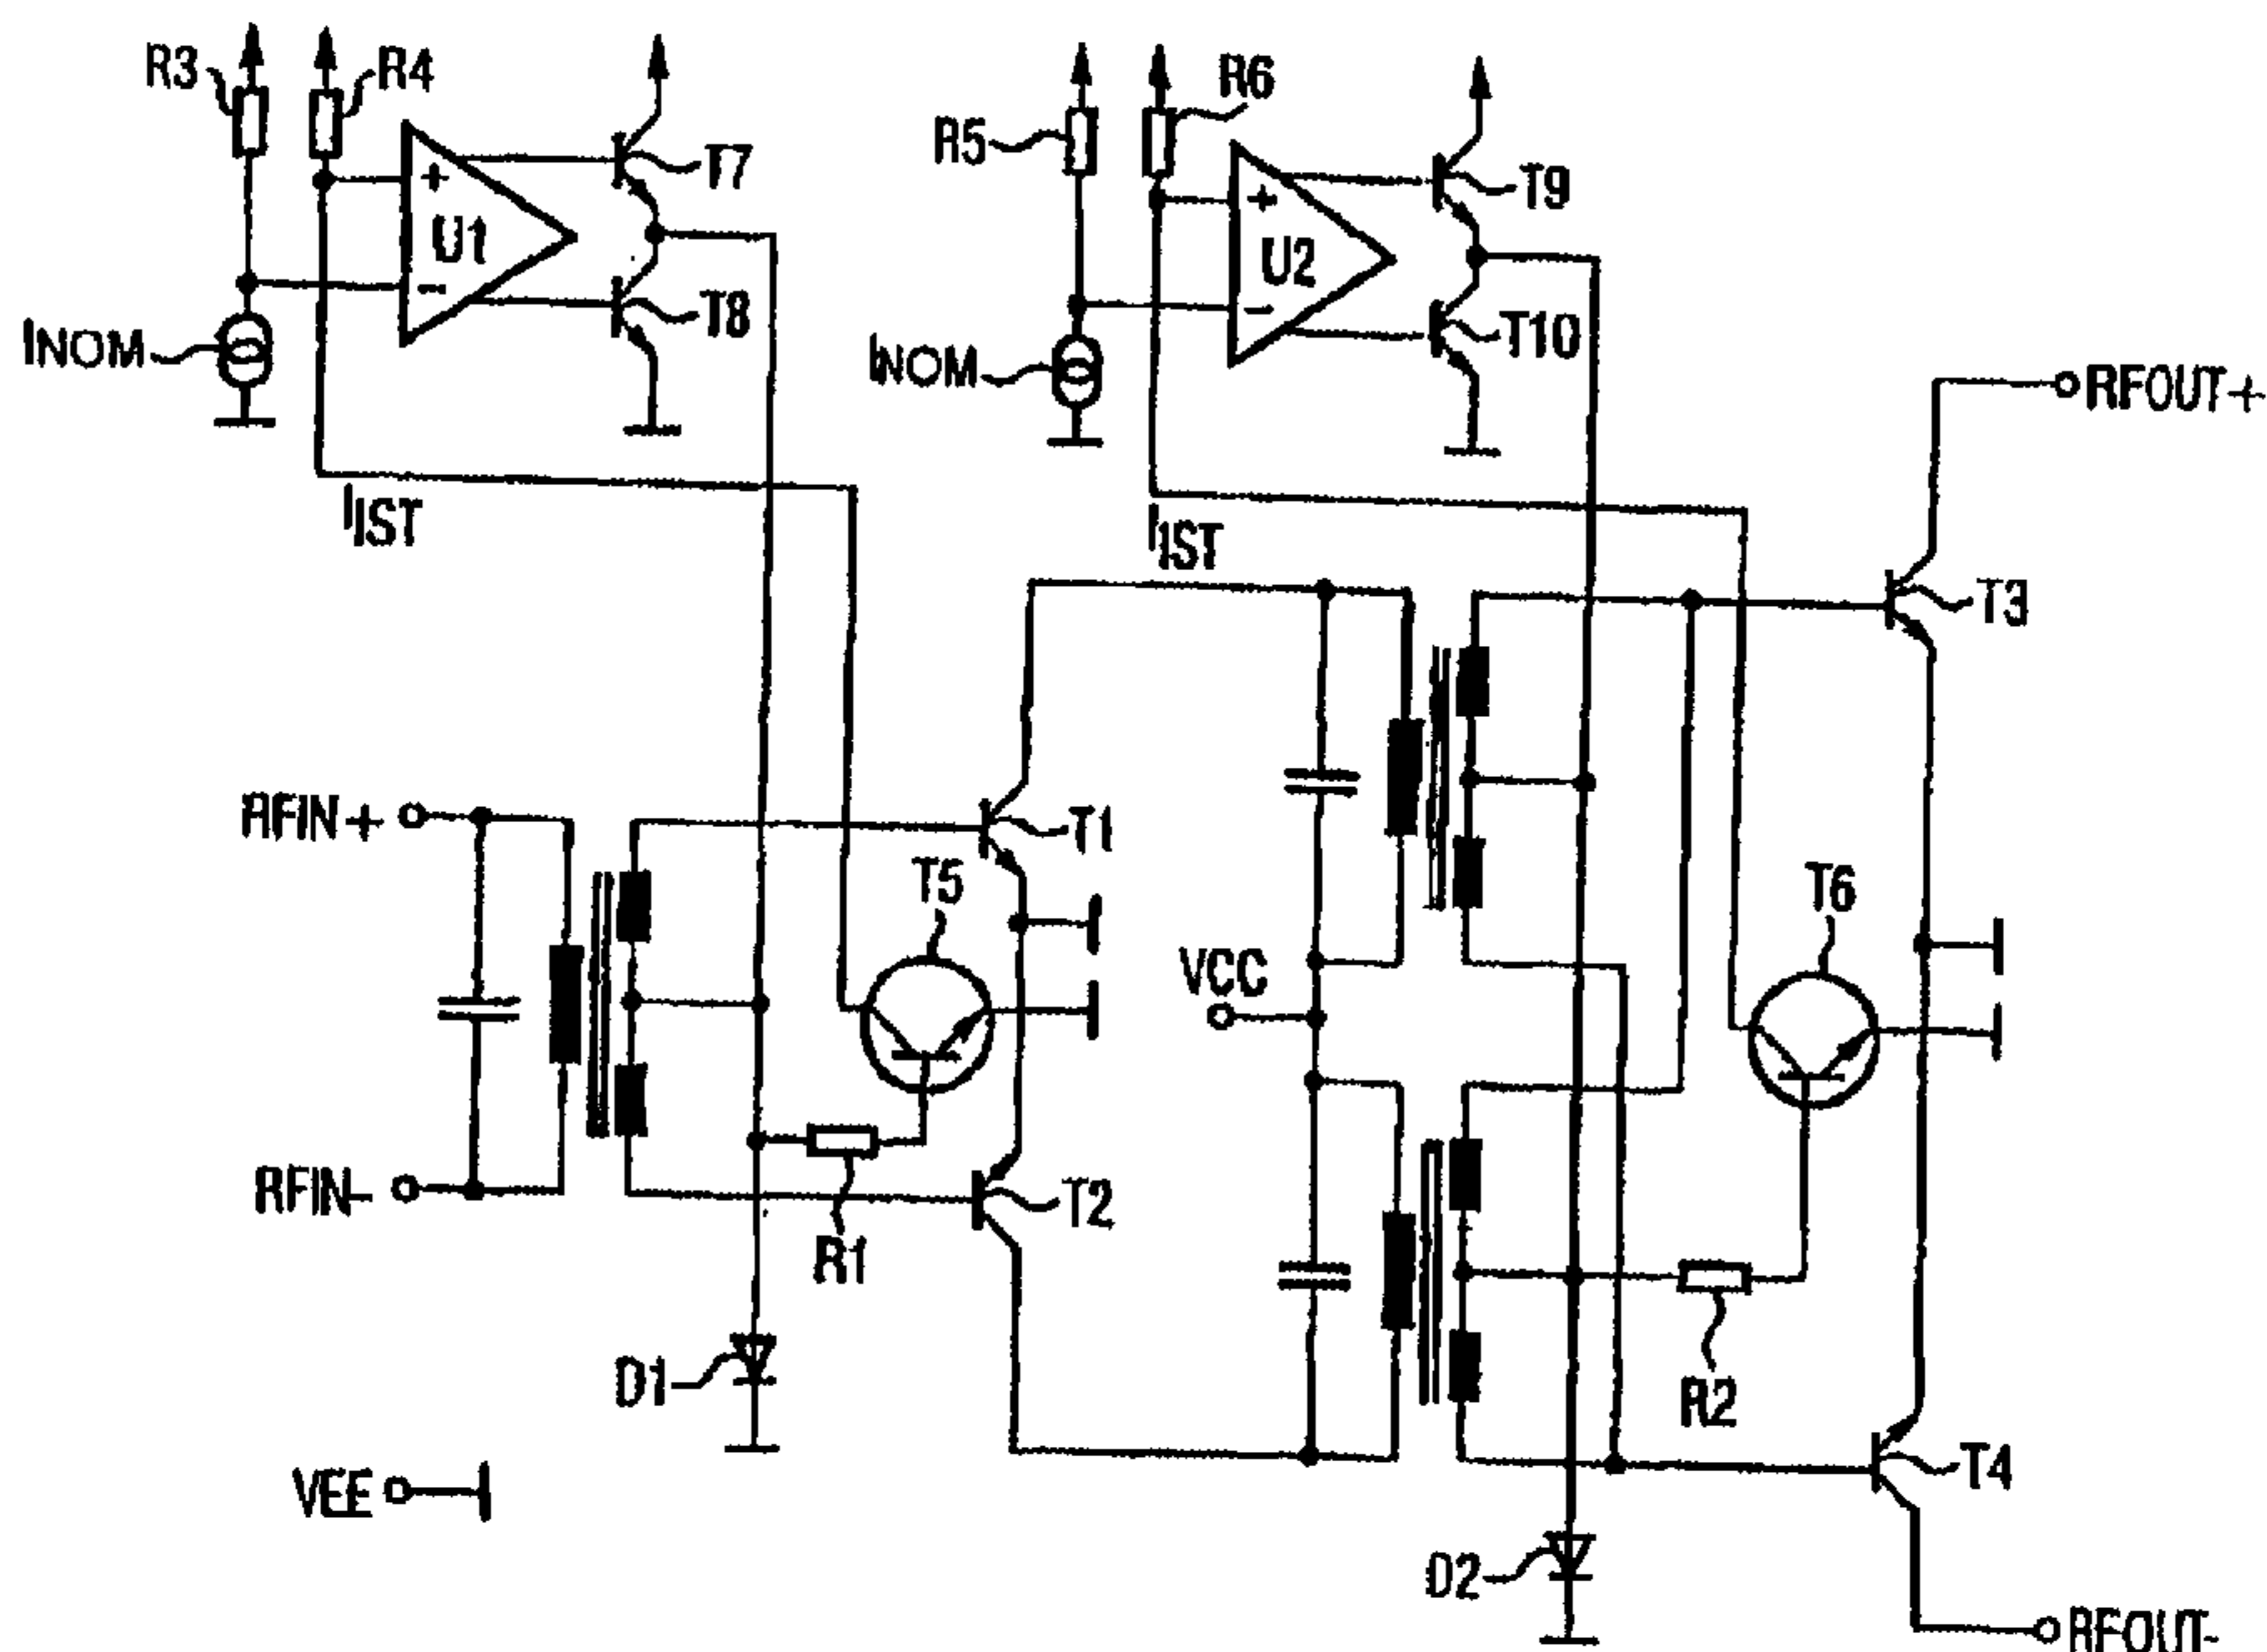 R3
R4
R5
R6
U1
T7
U2
T9
T8
T10
INOM
INOM
RFOUT+
IIST
IIST
T3
RFIN+
T1
T5
T6
VCC
RFIN-
T2
R1
D1
R2
VEE
T4
D2
RFOUT-